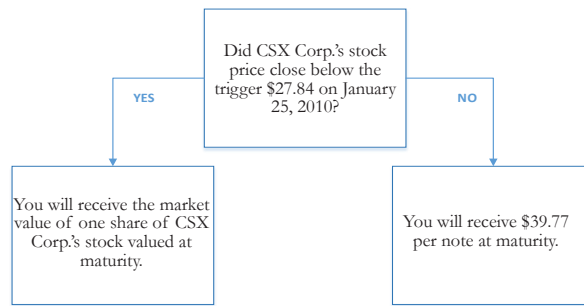 Did CSX Corp.'s stock
price close below the
trigger $27.84 on January
25, 2010?
YES
NO
You will receive the market
value of one share of CSX
Corp.'s stock valued at
maturity.
You will receive $39.77
per note at maturity.